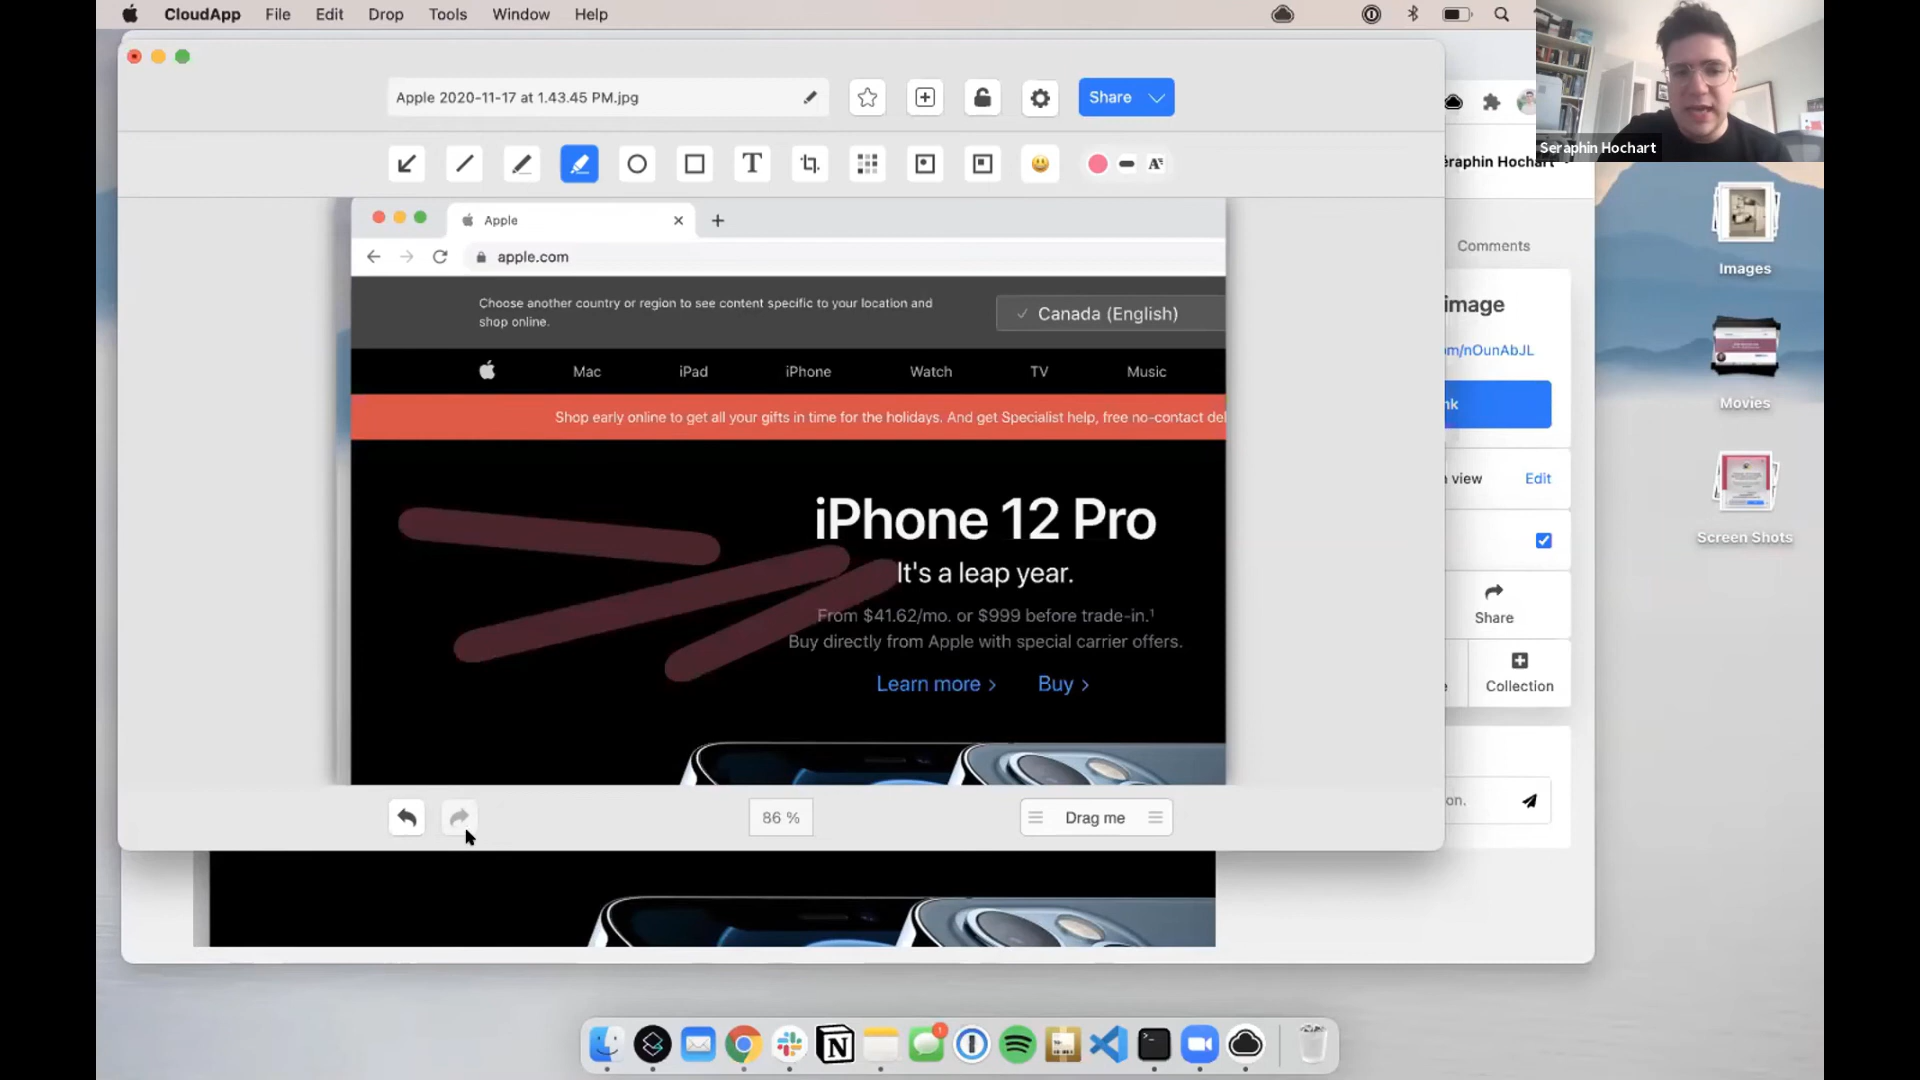 CloudApp File Edit Drop Tools Window Help
Apple 2020-11-17 at 1.43.45 PM.jpg
Share
T
A
Seraphin Hochart
éraphin Hochart
Apple
apple.com
Choose another country or region to see content specific to your location and
shop online.
Canada (English)
Mac iPad iPhone Watch TV Music
Shop early online to get all your gifts in time for the holidays. And get Specialist help, free no-contact del
iPhone 12 Pro
It's a leap year.
From $41.62/mo. or $999 before trade-in.¹
Buy directly from Apple with special carrier offers.
Learn more > Buy >
86 %
Drag me
Comments
image
om/nOunAbJL
nk
view Edit
Share
e Collection
on.
Images
Movies
Screen Shots
1